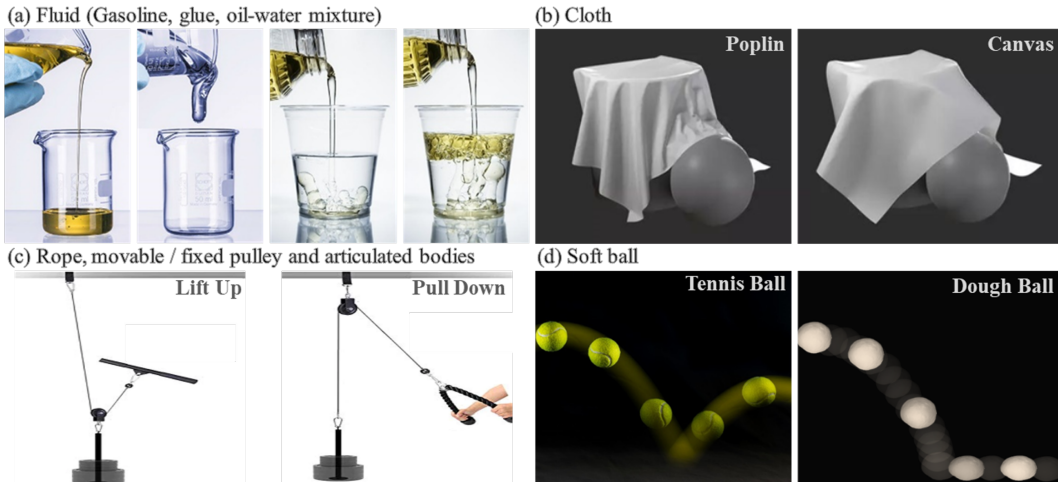 (a) Fluid (Gasoline, glue, oil-water mixture)
(b) Cloth
Poplin
Canvas
(c) Rope, movable / fixed pulley and articulated bodies
Lift Up
Pull Down
(d) Soft ball
Tennis Ball
Dough Ball